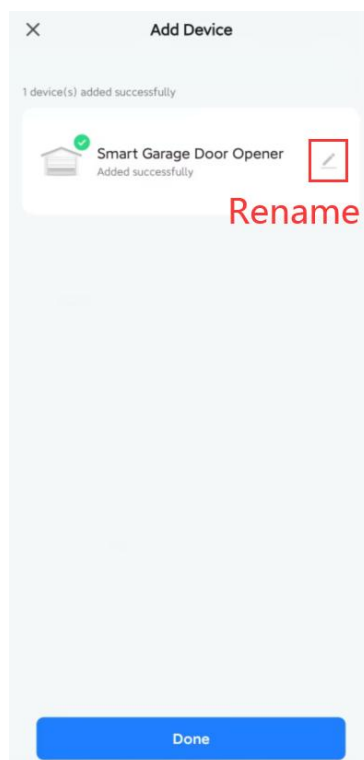 Add Device
1 device(s) added successfully
Smart Garage Door Opener
Added successfully
Rename
Done